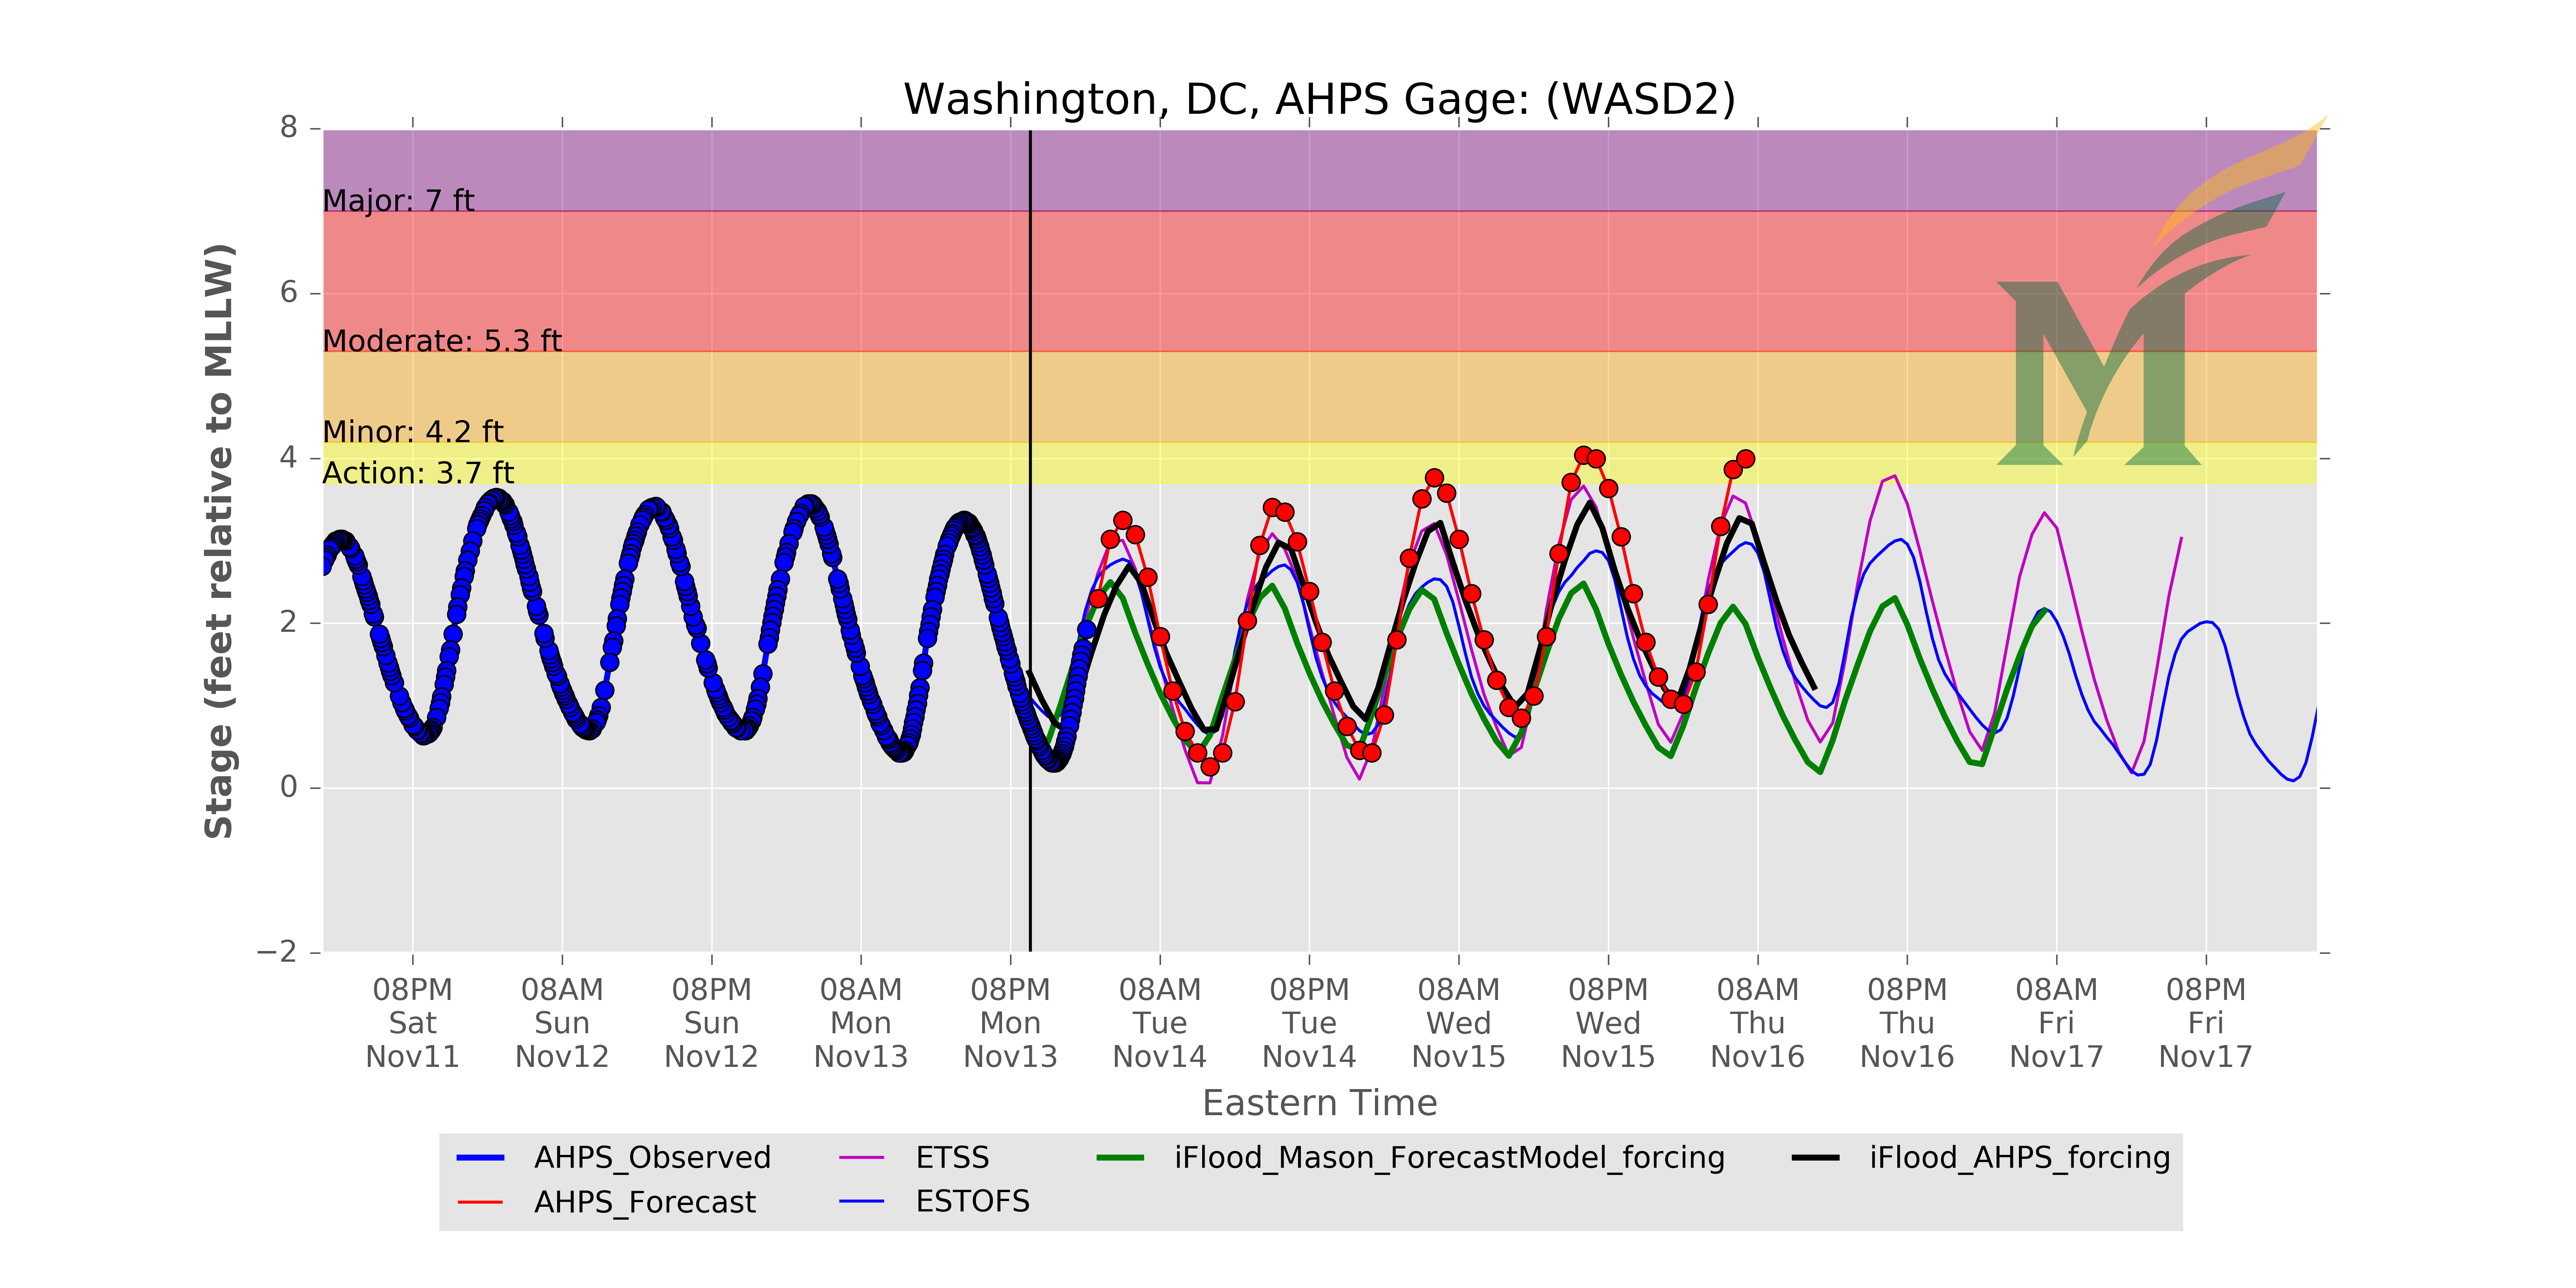 Washington, DC, AHPS Gage: (WASD2)
8
6
4
2
0
−2
Stage (feet relative to MLLW)
Major: 7 ft
Moderate: 5.3 ft
Minor: 4.2 ft
Action: 3.7 ft
M
08PM 08AM 08PM 08AM 08PM 08AM 08PM 08AM 08PM 08AM 08PM 08AM 08PM
Sat Sun Sun Mon Mon Tue Tue Wed Wed Thu Thu Fri Fri
Nov11 Nov12 Nov12 Nov13 Nov13 Nov14 Nov14 Nov15 Nov15 Nov16 Nov16 Nov17 Nov17
Eastern Time
AHPS_Observed ETSS iFlood_Mason_ForecastModel_forcing iFlood_AHPS_forcing
AHPS_Forecast ESTOFS